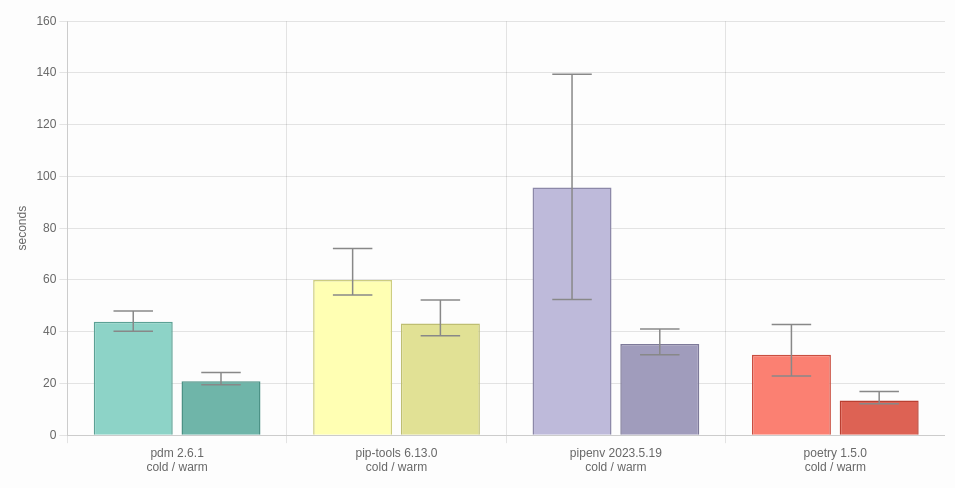 160
140
120
100
80
60
40
20
0
seconds
pdm 2.6.1
cold / warm
pip-tools 6.13.0
cold / warm
pipenv 2023.5.19
cold / warm
poetry 1.5.0
cold / warm